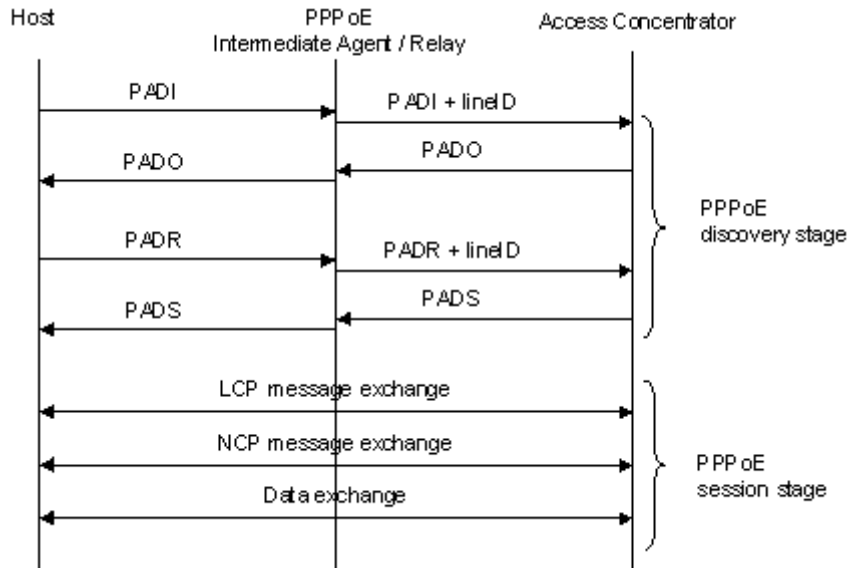 Host
PPPoE
Intermediate Agent / Relay
Access Concentrator
PADI
PADI + lineID
PADO
PADO
PADR
PADR + lineID
PADS
PADS
PPPoE
discovery stage
LCP message exchange
NCP message exchange
Data exchange
PPPoE
session stage